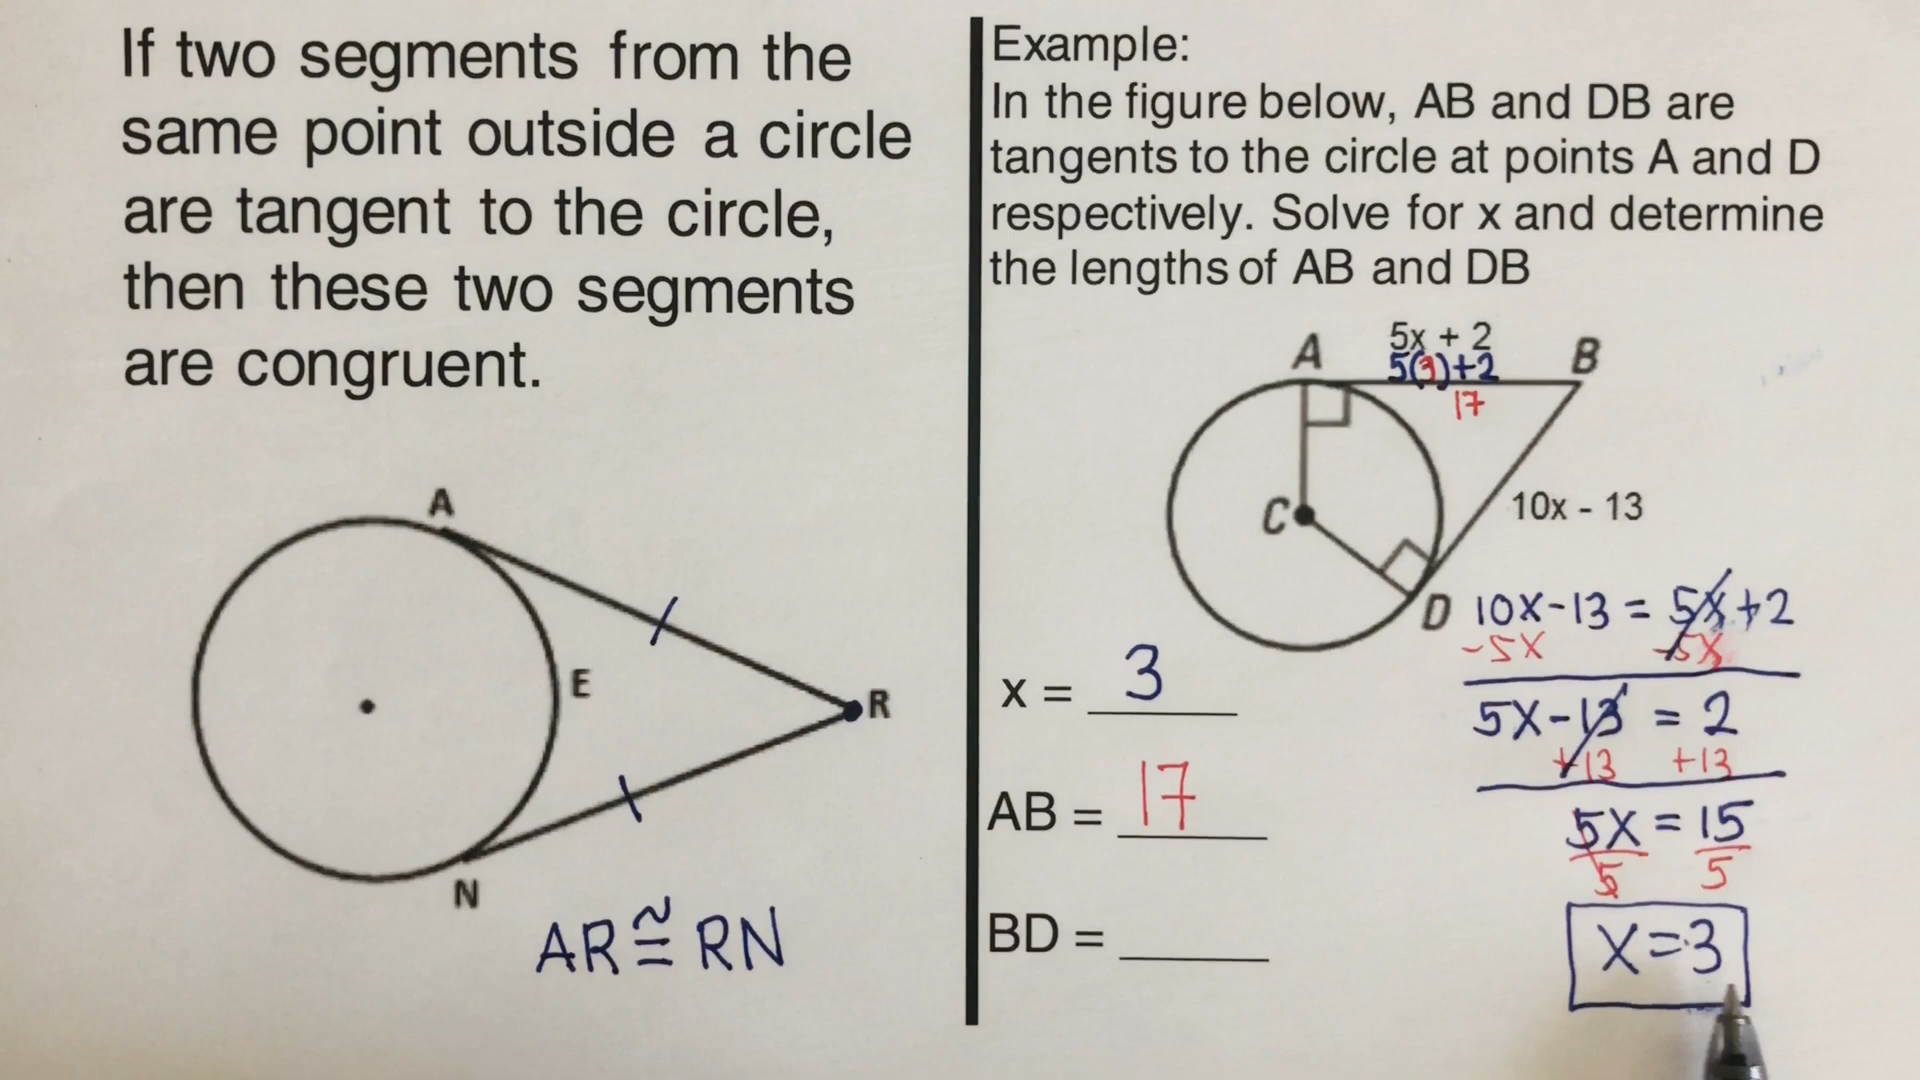 If two segments from the
same point outside a circle
are tangent to the circle,
then these two segments
are congruent.
A
E
R
N
AR ≅ RN
Example:
In the figure below, AB and DB are
tangents to the circle at points A and D
respectively. Solve for x and determine
the lengths of AB and DB
5x + 2
A
B
5(3)+2
17
C
10x - 13
D
10x-13 = 5x+2
-5x -5x
5x-13 = 2
+13 +13
5x = 15
5 5
x=3
x = 3
AB = 17
BD =